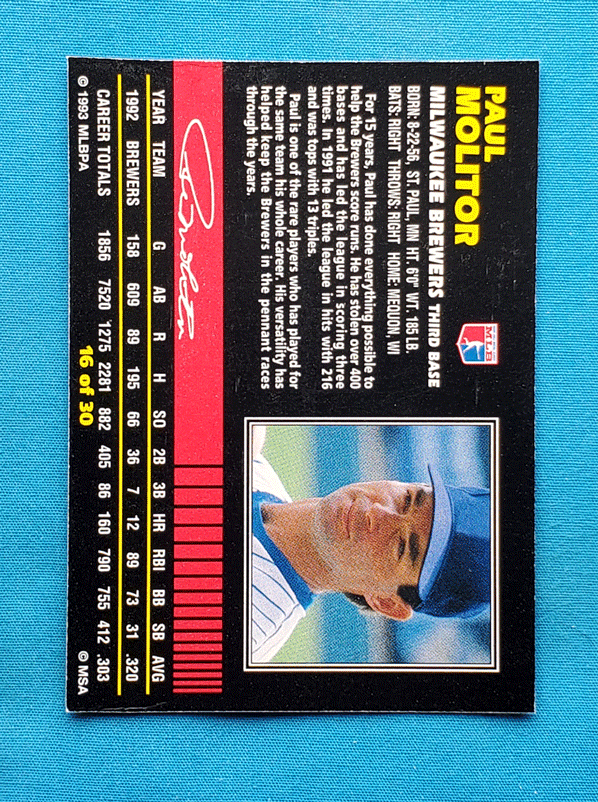 PAUL
MOLITOR
MILWAUKEE BREWERS THIRD BASE
BORN: 8-22-56, ST. PAUL, MN HT. 6'0" WT. 185 LB.
BATS: RIGHT THROWS: RIGHT HOME: MEQUON, WI
MLB
For 15 years, Paul has done everything possible to
help the Brewers score runs. He has stolen over 400
bases and has led the league in scoring three
times. In 1991 he led the league in hits with 216
and was tops with 13 triples.
Paul is one of the rare players who has played for
the same team his whole career. His versatility has
helped keep the Brewers in the pennant races
through the years.
Paul Molitor
YEAR TEAM G AB R H SO 2B 3B HR RBI BB SB AVG
1992 BREWERS 158 609 89 195 66 36 7 12 89 73 31 .320
CAREER TOTALS 1856 7520 1275 2281 882 405 86 160 790 755 412 .303
© 1993 MLBPA
16 of 30
© MSA